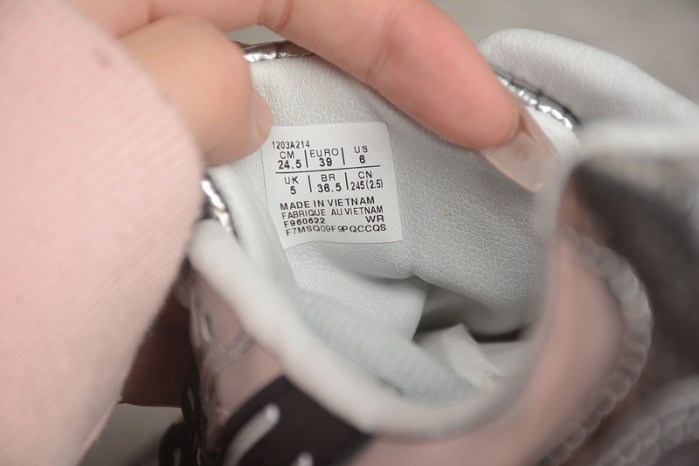 1203A214
CM EURO US
24.5 39 6
UK BR CN
5 36.5 245(2.5)
MADE IN VIETNAM
FABRIQUE AU VIETNAM
F960622 WR
F7MSQ09F9PQCCQS